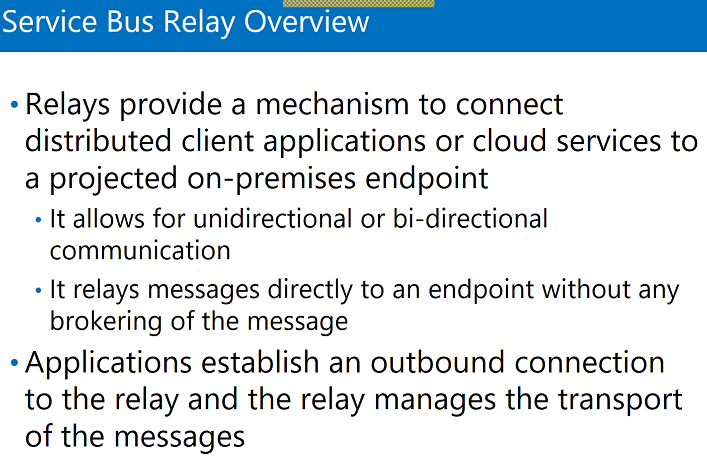 Service Bus Relay Overview
• Relays provide a mechanism to connect
distributed client applications or cloud services to
a projected on-premises endpoint
• It allows for unidirectional or bi-directional
communication
• It relays messages directly to an endpoint without any
brokering of the message
• Applications establish an outbound connection
to the relay and the relay manages the transport
of the messages